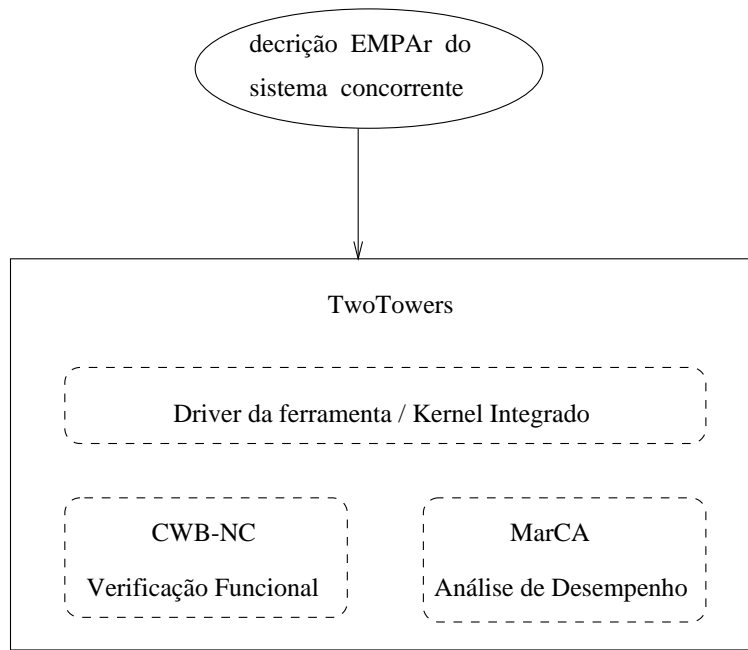 decrição EMPAr do
sistema concorrente
TwoTowers
Driver da ferramenta / Kernel Integrado
CWB-NC
Verificação Funcional
MarCA
Análise de Desempenho